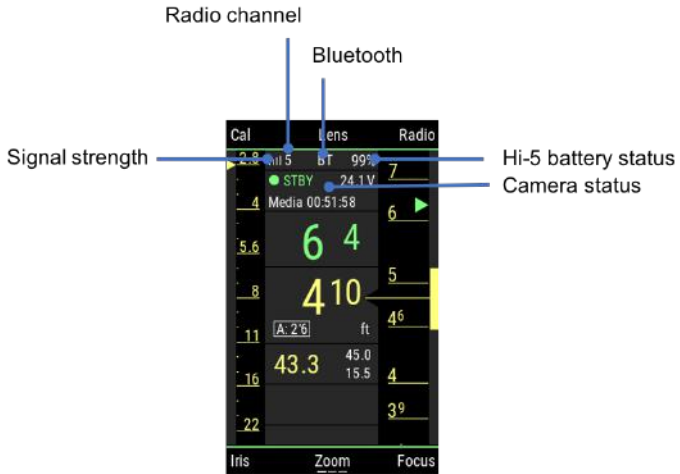 Radio channel
Bluetooth
Cal Lens Radio
Signal strength
Hi-5 battery status
2.8 5 BT 99% 7
STBY 24.1V
Camera status
4 Media 00:51:58 6
5.6 6 4
8 4 10 5
11 A: 2'6 ft 4⁶
43.3 45.0
15.5
16 4
3⁹
22
Iris Zoom Focus